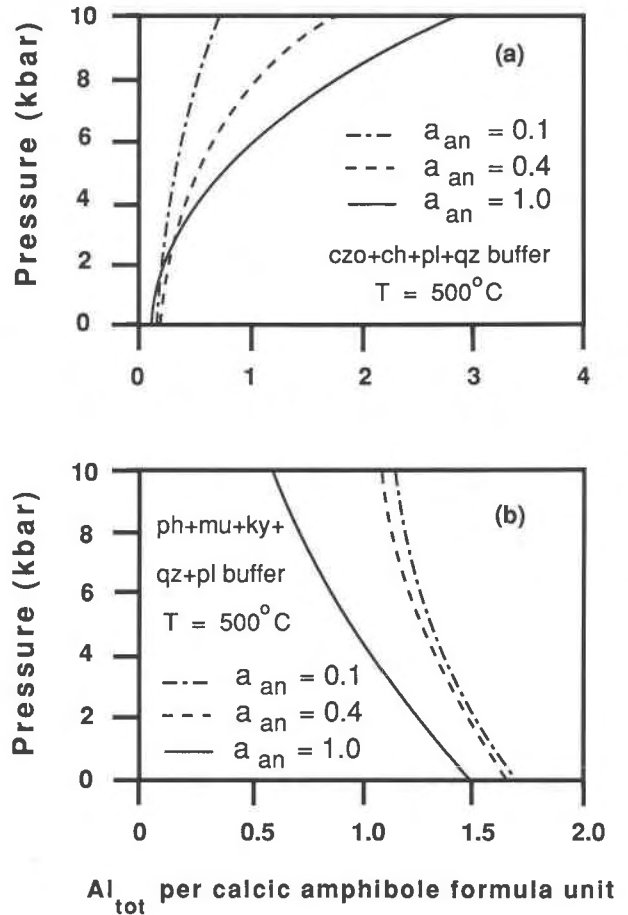 Pressure (kbar)
10
8
6
4
2
0
(a)
a an = 0.1
a an = 0.4
a an = 1.0
czo+ch+pl+qz buffer
T = 500°C
0
1
2
3
4
Pressure (kbar)
10
8
6
4
2
0
(b)
ph+mu+ky+
qz+pl buffer
T = 500°C
a an = 0.1
a an = 0.4
a an = 1.0
0
0.5
1.0
1.5
2.0
Al tot per calcic amphibole formula unit